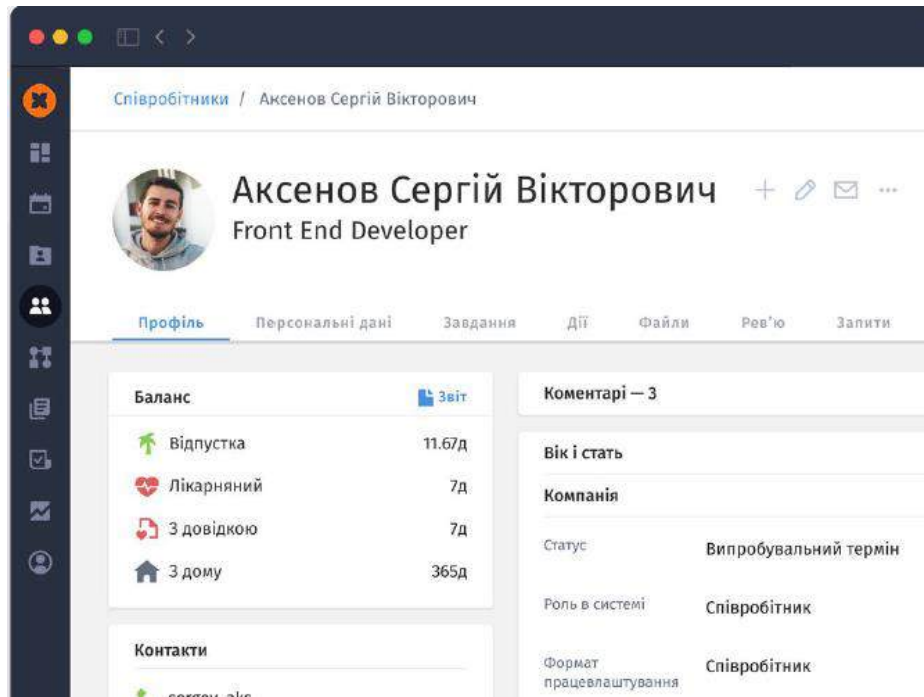 Співробітники / Аксенов Сергій Вікторович
Аксенов Сергій Вікторович
Front End Developer
Профіль Персональні дані Завдання Дії Файли Рев'ю Запити
Баланс Звіт
Відпустка 11.67д
Лікарняний 7д
З довідкою 7д
З дому 365д
Контакти
Коментарі — 3
Вік і стать
Компанія
Статус Випробувальний термін
Роль в системі Співробітник
Формат
працевлаштування Співробітник